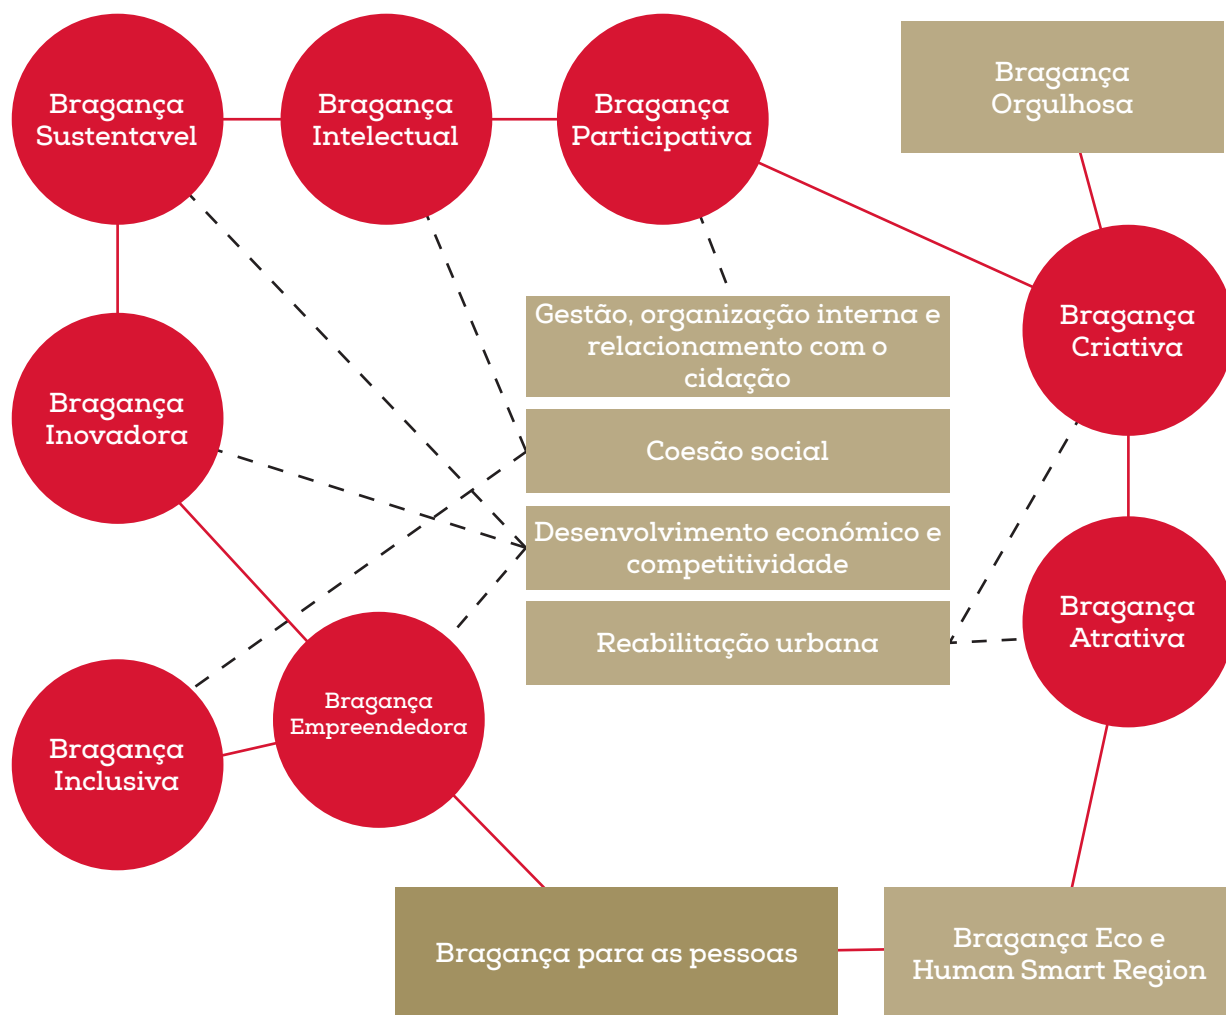 Bragança
Sustentavel
Bragança
Intelectual
Bragança
Participativa
Bragança
Orgulhosa
Gestão, organização interna e
relacionamento com o
cidação
Bragança
Criativa
Bragança
Inovadora
Coesão social
Desenvolvimento económico e
competitividade
Reabilitação urbana
Bragança
Atrativa
Bragança
Empreendedora
Bragança
Inclusiva
Bragança para as pessoas
Bragança Eco e
Human Smart Region